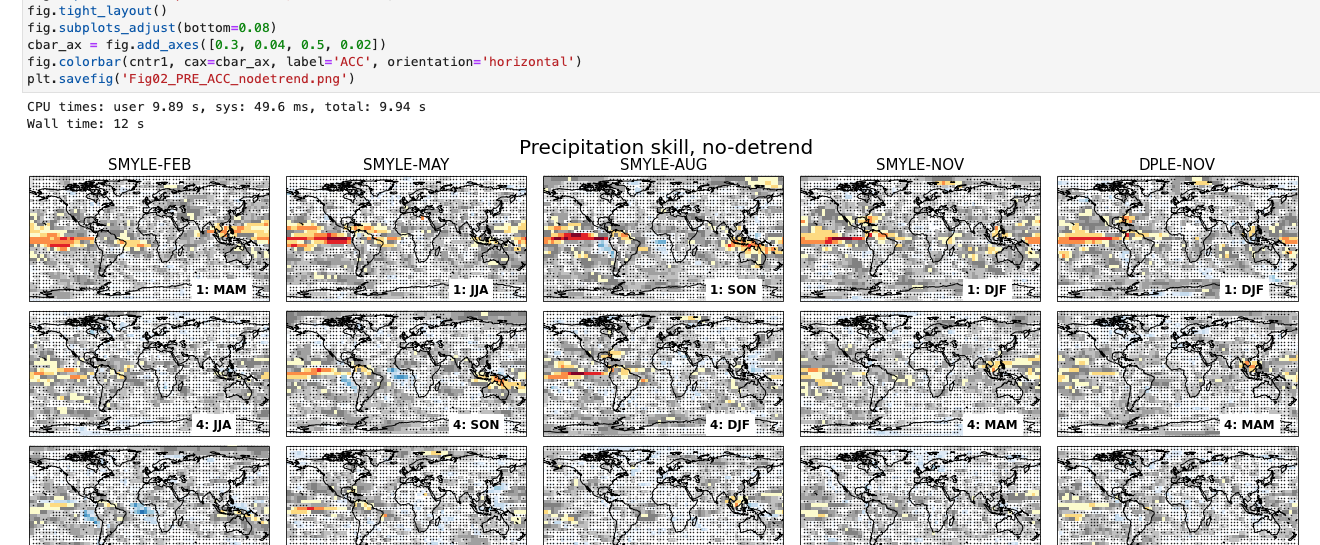 fig.tight_layout()
fig.subplots_adjust(bottom=0.08)
cbar_ax = fig.add_axes([0.3, 0.04, 0.5, 0.02])
fig.colorbar(cntr1, cax=cbar_ax, label='ACC', orientation='horizontal')
plt.savefig('Fig02_PRE_ACC_nodetrend.png')
CPU times: user 9.89 s, sys: 49.6 ms, total: 9.94 s
Wall time: 12 s
Precipitation skill, no-detrend
SMYLE-FEB SMYLE-MAY SMYLE-AUG SMYLE-NOV DPLE-NOV
1: MAM 1: JJA 1: SON 1: DJF 1: DJF
4: JJA 4: SON 4: DJF 4: MAM 4: MAM